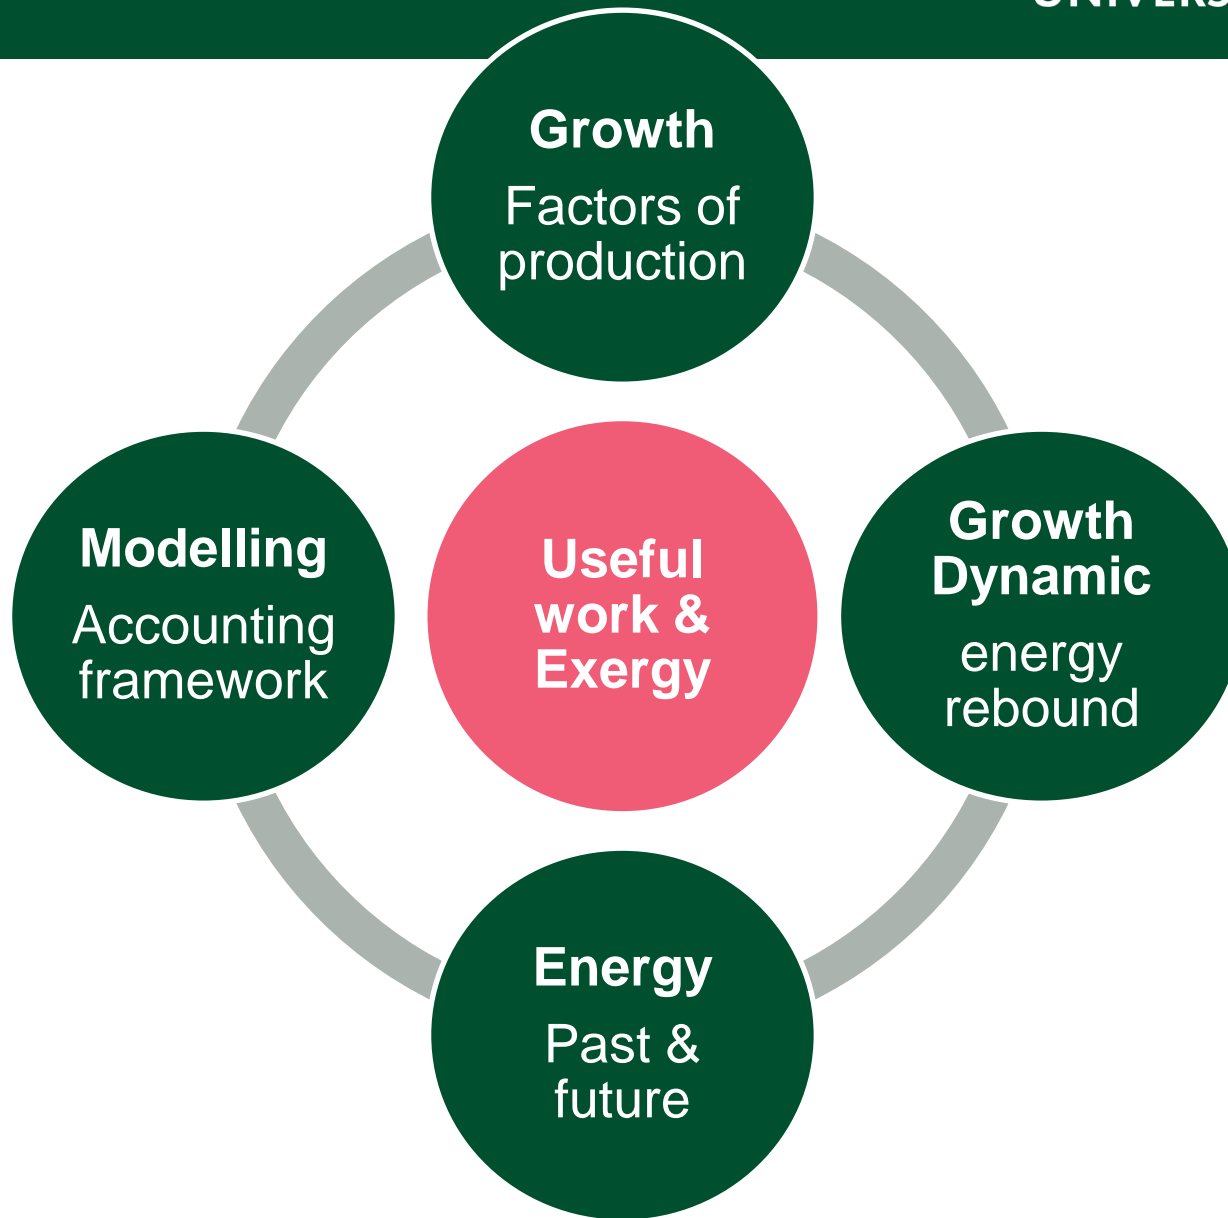 Growth
Factors of
production
Modelling
Accounting
framework
Useful
work &
Exergy
Growth
Dynamic
energy
rebound
Energy
Past &
future